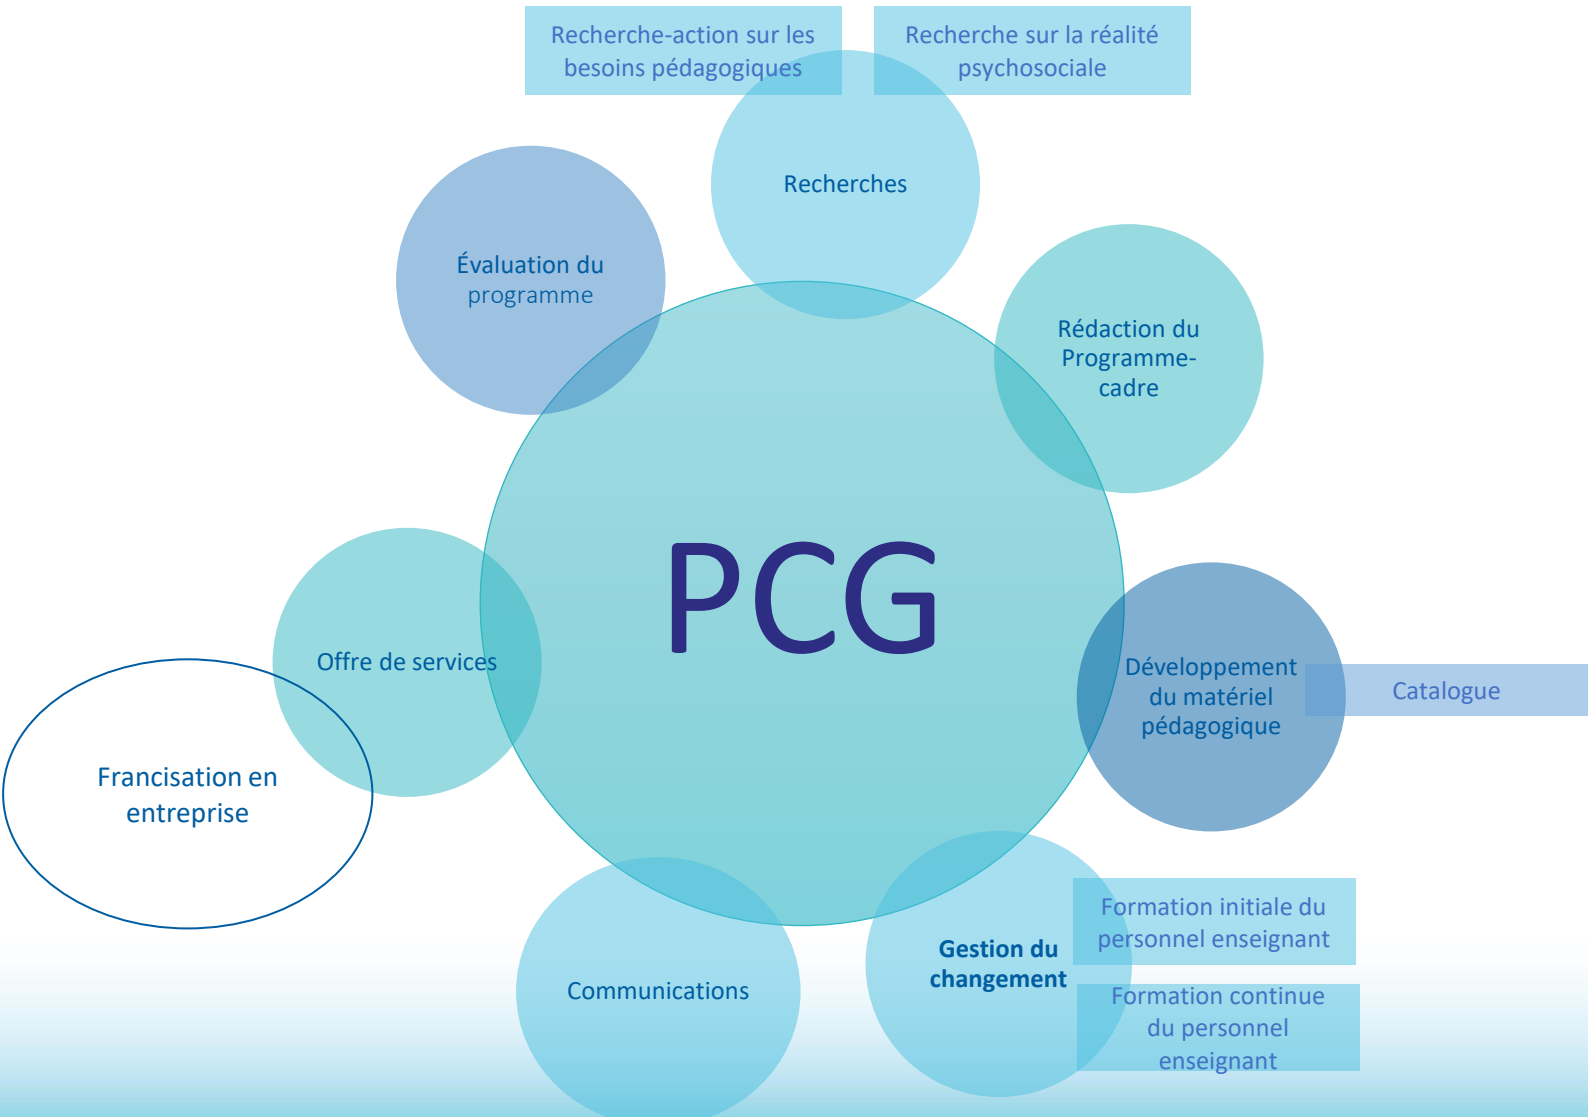 Recherche-action sur les
besoins pédagogiques
Recherche sur la réalité
psychosociale
Recherches
Évaluation du
programme
Rédaction du
Programme-
cadre
PCG
Offre de services
Développement
du matériel
pédagogique
Catalogue
Francisation en
entreprise
Formation initiale du
personnel enseignant
Gestion du
changement
Communications
Formation continue
du personnel
enseignant